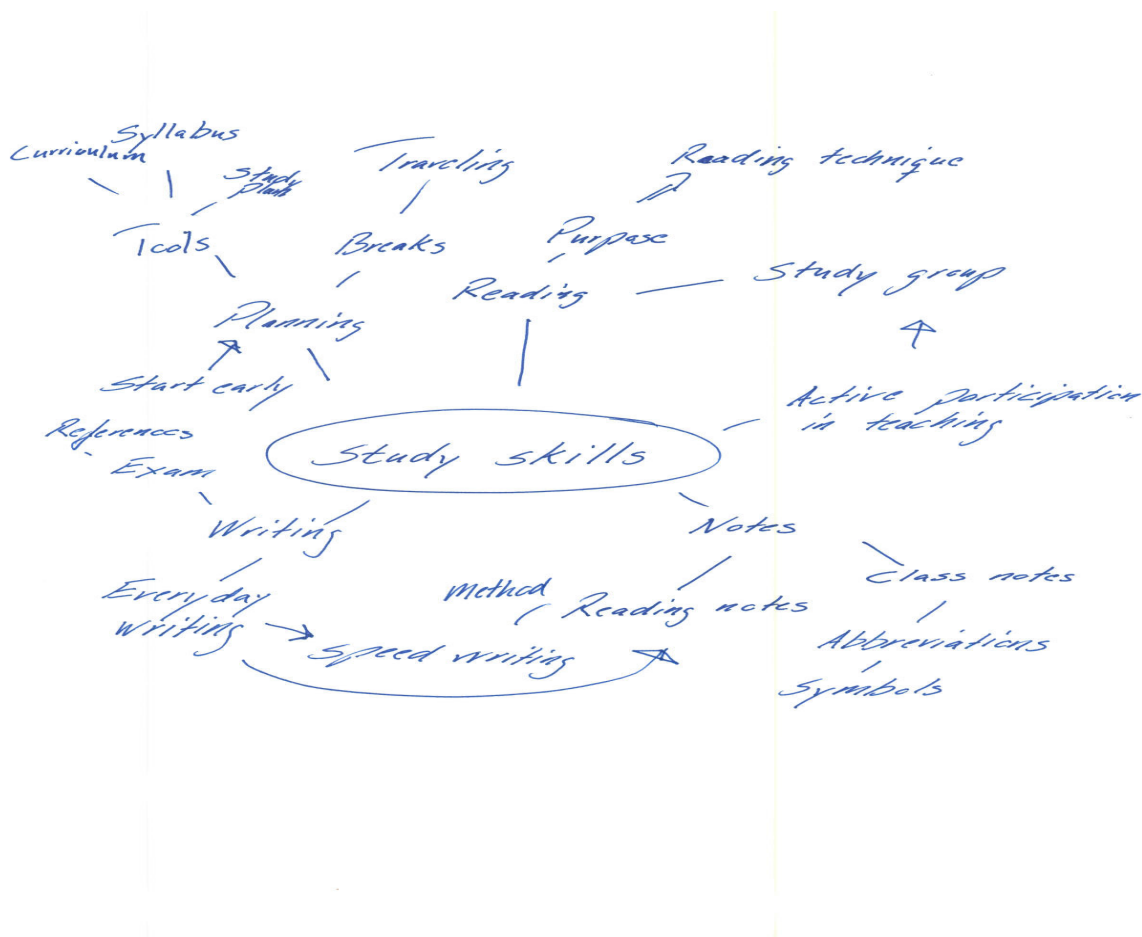 Syllabus
Curriculum
Study
Plans
Traveling
Reading technique
Tools
Breaks
Purpose
Study group
Reading
Planning
Start early
Active participation
in teaching
References
Study skills
Exam
Writing
Notes
Class notes
Everyday
writing
Method
Reading notes
Speed writing
Abbreviations
Symbols